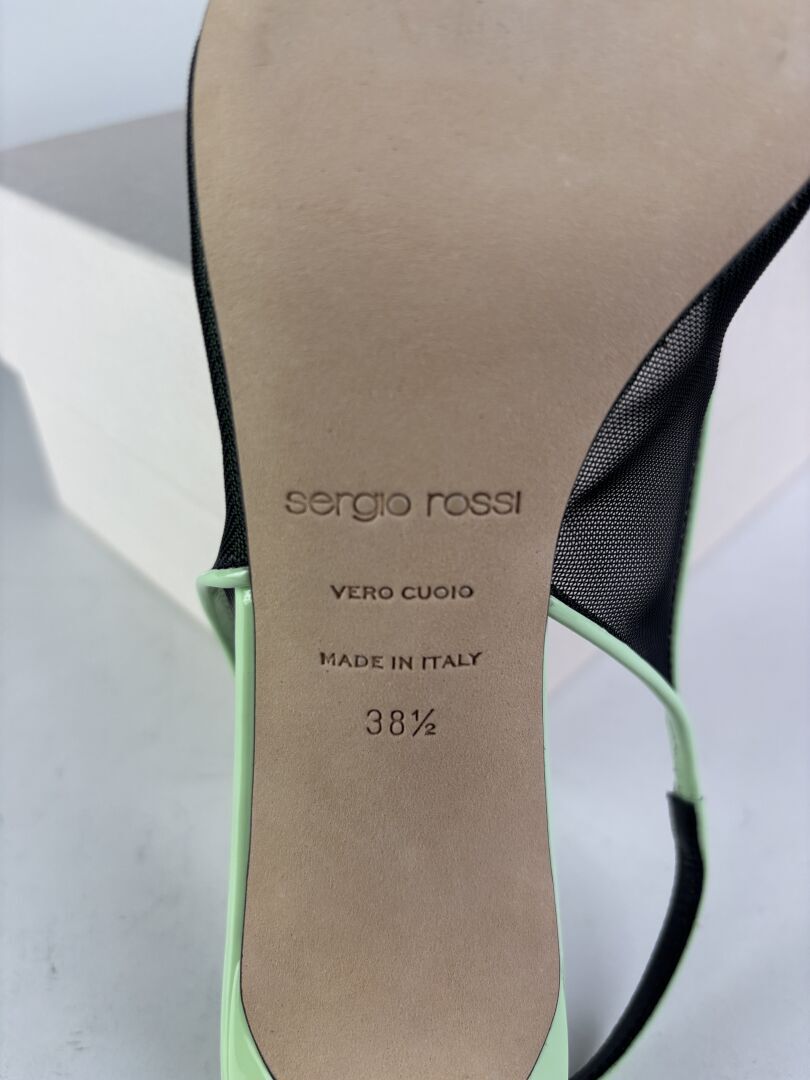 sergio rossi
VERO CUOIO
MADE IN ITALY
38½